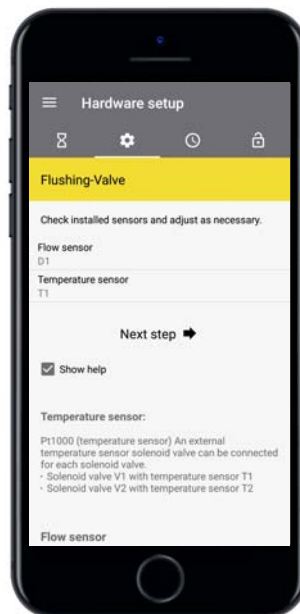 Hardware setup
Flushing-Valve
Check installed sensors and adjust as necessary.
Flow sensor
D1
Temperature sensor
T1
Next step
Show help
Temperature sensor:
Pt1000 (temperature sensor) An external
temperature sensor solenoid valve can be connected
for each solenoid valve.
- Solenoid valve V1 with temperature sensor T1
- Solenoid valve V2 with temperature sensor T2
Flow sensor